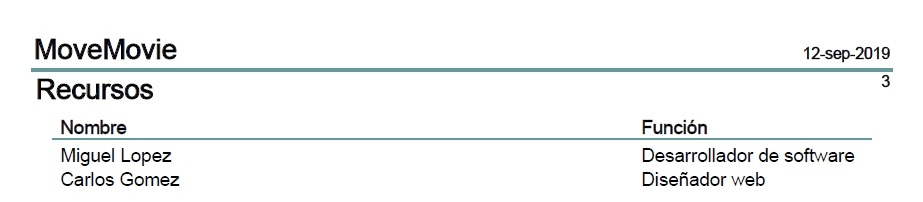 MoveMovie 12-sep-2019
3
Recursos
Nombre Función
Miguel Lopez Desarrollador de software
Carlos Gomez Diseñador web